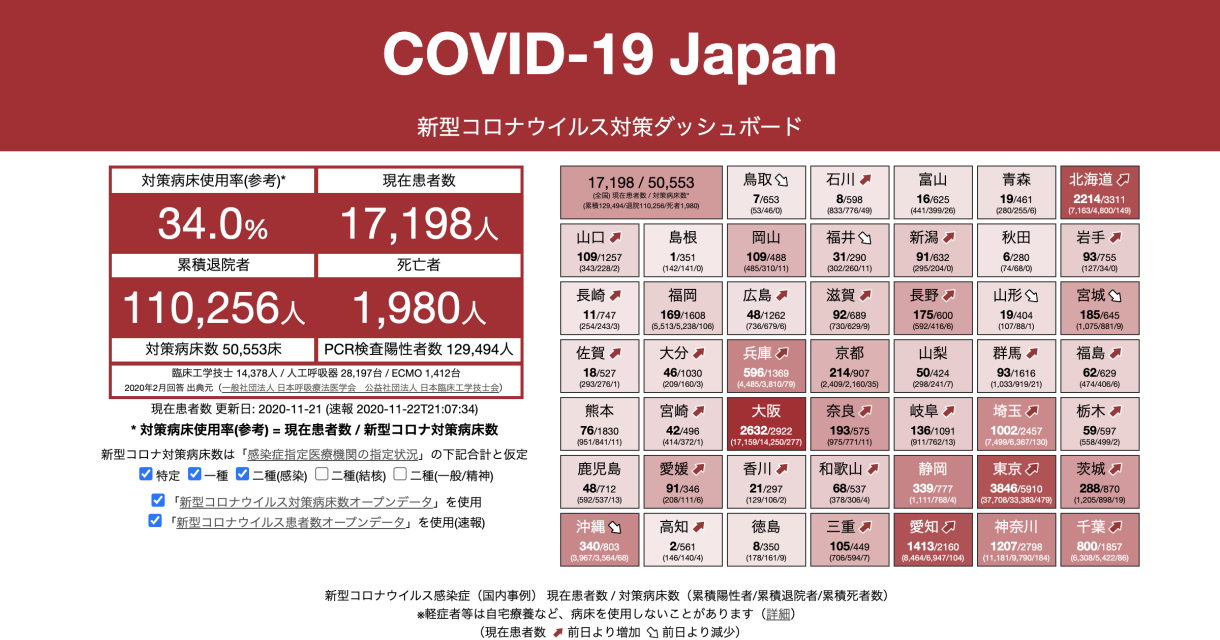 COVID-19 Japan
新型コロナウイルス対策ダッシュボード
対策病床使用率(参考)*
現在患者数
34.0%
17,198人
累積退院者
死亡者
110,256人
1,980人
対策病床数 50,553床
PCR検査陽性者数 129,494人
臨床工学技士 14,378人 / 人工呼吸器 28,197台 / ECMO 1,412台
2020年2月回答 出典元（一般社団法人 日本呼吸療法医学会　公益社団法人 日本臨床工学技士会）
現在患者数 更新日: 2020-11-21 (速報 2020-11-22T21:07:34)
* 対策病床使用率(参考) = 現在患者数 / 新型コロナ対策病床数
新型コロナ対策病床数は「感染症指定医療機関の指定状況」の下記合計と仮定
特定 一種 二種(感染) 二種(結核) 二種(一般/精神)
「新型コロナウイルス対策病床数オープンデータ」を使用
「新型コロナウイルス患者数オープンデータ」を使用(速報)
17,198 / 50,553
(全国) 現在患者数 / 対策病床数*
(累積129,494/退院110,256/死者1,980)
鳥取
7/653
(53/46/0)
石川
8/598
(833/776/49)
富山
16/625
(441/399/26)
青森
19/461
(280/255/6)
北海道
2214/3311
(7,163/4,800/149)
山口
109/1257
(343/228/2)
島根
1/351
(142/141/0)
岡山
109/488
(485/310/11)
福井
31/290
(302/260/11)
新潟
91/632
(295/204/0)
秋田
6/280
(74/68/0)
岩手
93/755
(127/34/0)
長崎
11/747
(254/243/3)
福岡
169/1608
(5,513/5,238/106)
広島
48/1262
(736/679/6)
滋賀
92/689
(730/629/9)
長野
175/600
(592/416/6)
山形
19/404
(107/88/1)
宮城
185/645
(1,075/881/9)
佐賀
18/527
(293/276/1)
大分
46/1030
(209/160/3)
兵庫
596/1369
(4,485/3,810/79)
京都
214/907
(2,409/2,160/35)
山梨
50/424
(298/241/7)
群馬
93/1616
(1,033/919/21)
福島
62/629
(474/406/6)
熊本
76/1830
(951/841/11)
宮崎
42/496
(414/372/1)
大阪
2632/2922
(17,159/14,250/277)
奈良
193/575
(975/771/11)
岐阜
136/1091
(911/762/13)
埼玉
1002/2457
(7,499/6,367/130)
栃木
59/597
(558/499/2)
鹿児島
48/712
(592/537/13)
愛媛
91/346
(208/111/6)
香川
21/297
(129/106/2)
和歌山
68/537
(378/306/4)
静岡
339/777
(1,111/768/4)
東京
3846/5910
(37,708/33,383/479)
茨城
288/870
(1,205/898/19)
沖縄
340/803
(3,967/3,564/68)
高知
2/561
(146/140/4)
徳島
8/350
(178/161/9)
三重
105/449
(706/594/7)
愛知
1413/2160
(8,464/6,947/104)
神奈川
1207/2798
(11,181/9,790/184)
千葉
800/1857
(6,308/5,422/86)
新型コロナウイルス感染症（国内事例） 現在患者数 / 対策病床数（累積陽性者/累積退院者/累積死者数）
※軽症者等は自宅療養など、病床を使用しないことがあります（詳細）
（現在患者数 前日より増加 前日より減少）